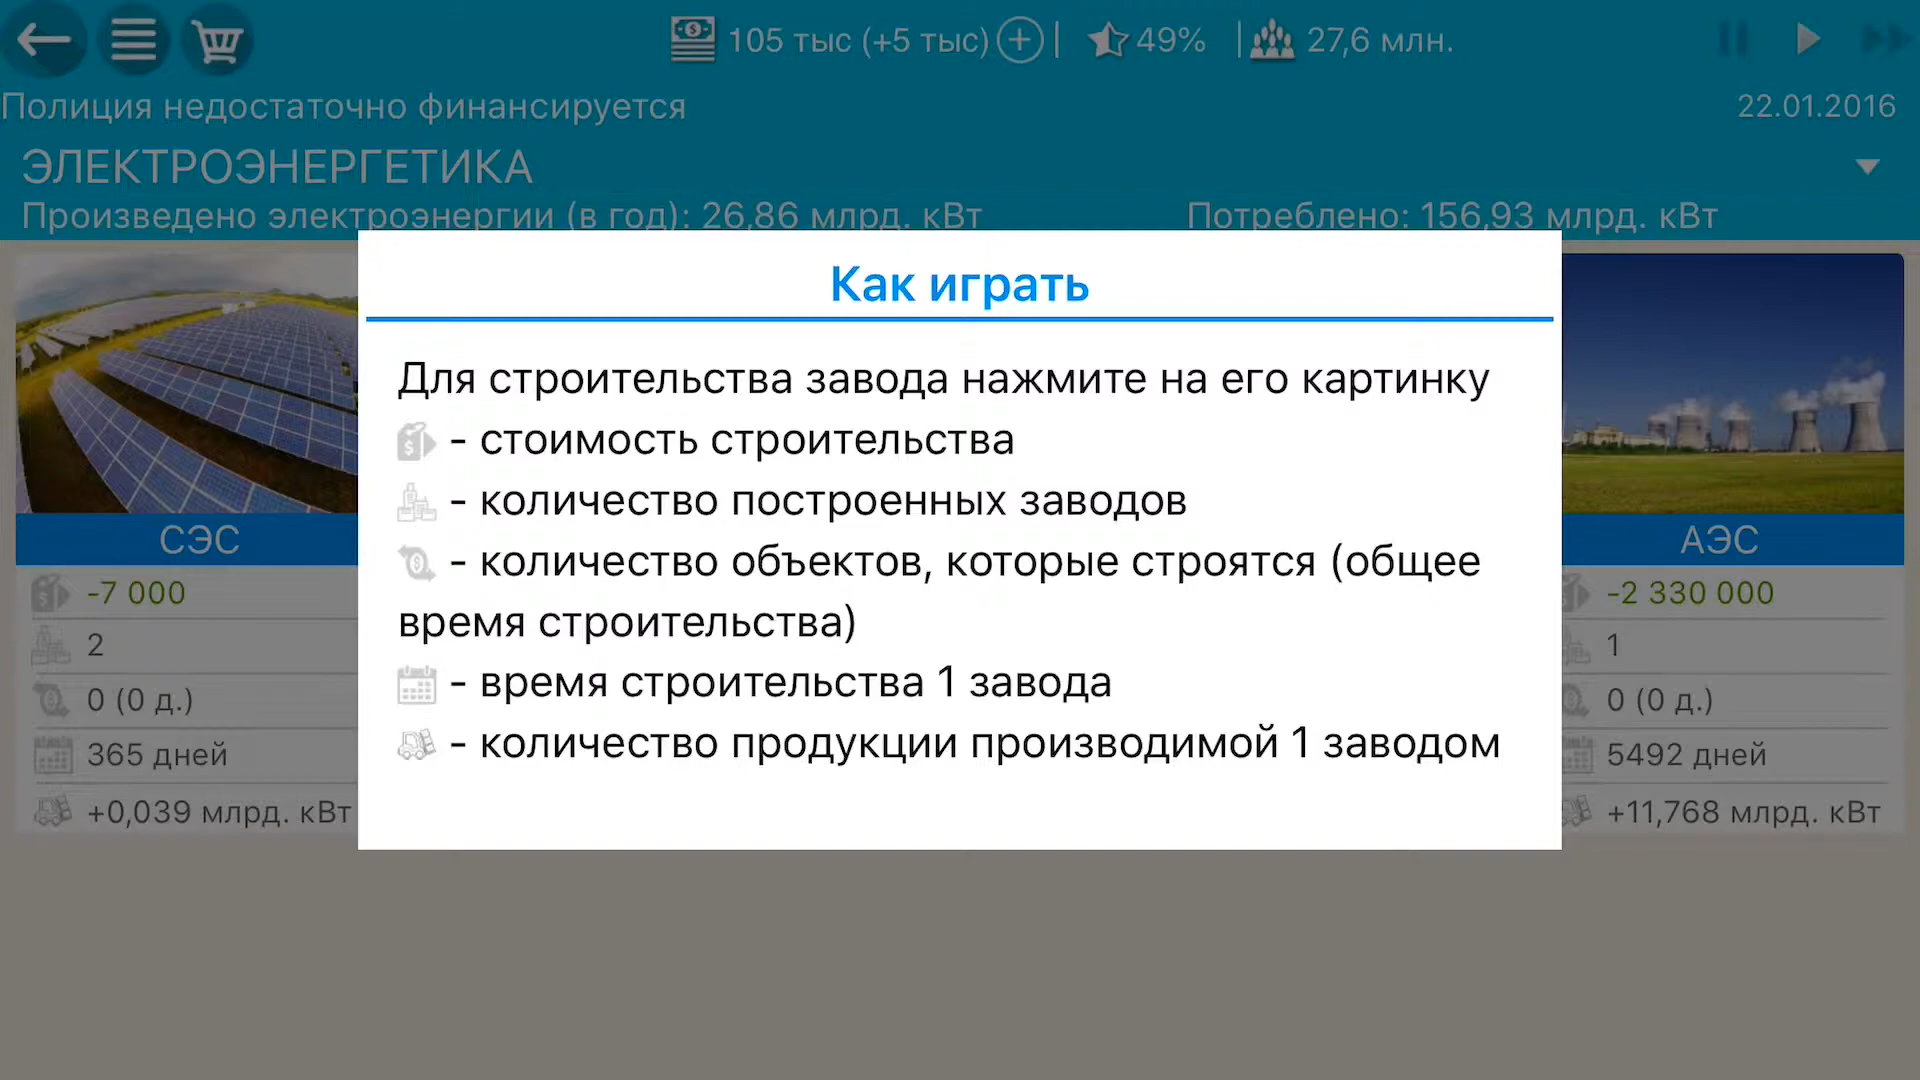 105 тыс (+5 тыс)
49%
27,6 млн.
Полиция недостаточно финансируется
22.01.2016
ЭЛЕКТРОЭНЕРГЕТИКА
Произведено электроэнергии (в год): 26,86 млрд. кВт
Потреблено: 156,93 млрд. кВт
Как играть
Для строительства завода нажмите на его картинку
- стоимость строительства
- количество построенных заводов
- количество объектов, которые строятся (общее
время строительства)
- время строительства 1 завода
- количество продукции производимой 1 заводом
СЭС
-7 000
2
0 (0 д.)
365 дней
+0,039 млрд. кВт
АЭС
-2 330 000
1
0 (0 д.)
5492 дней
+11,768 млрд. кВт